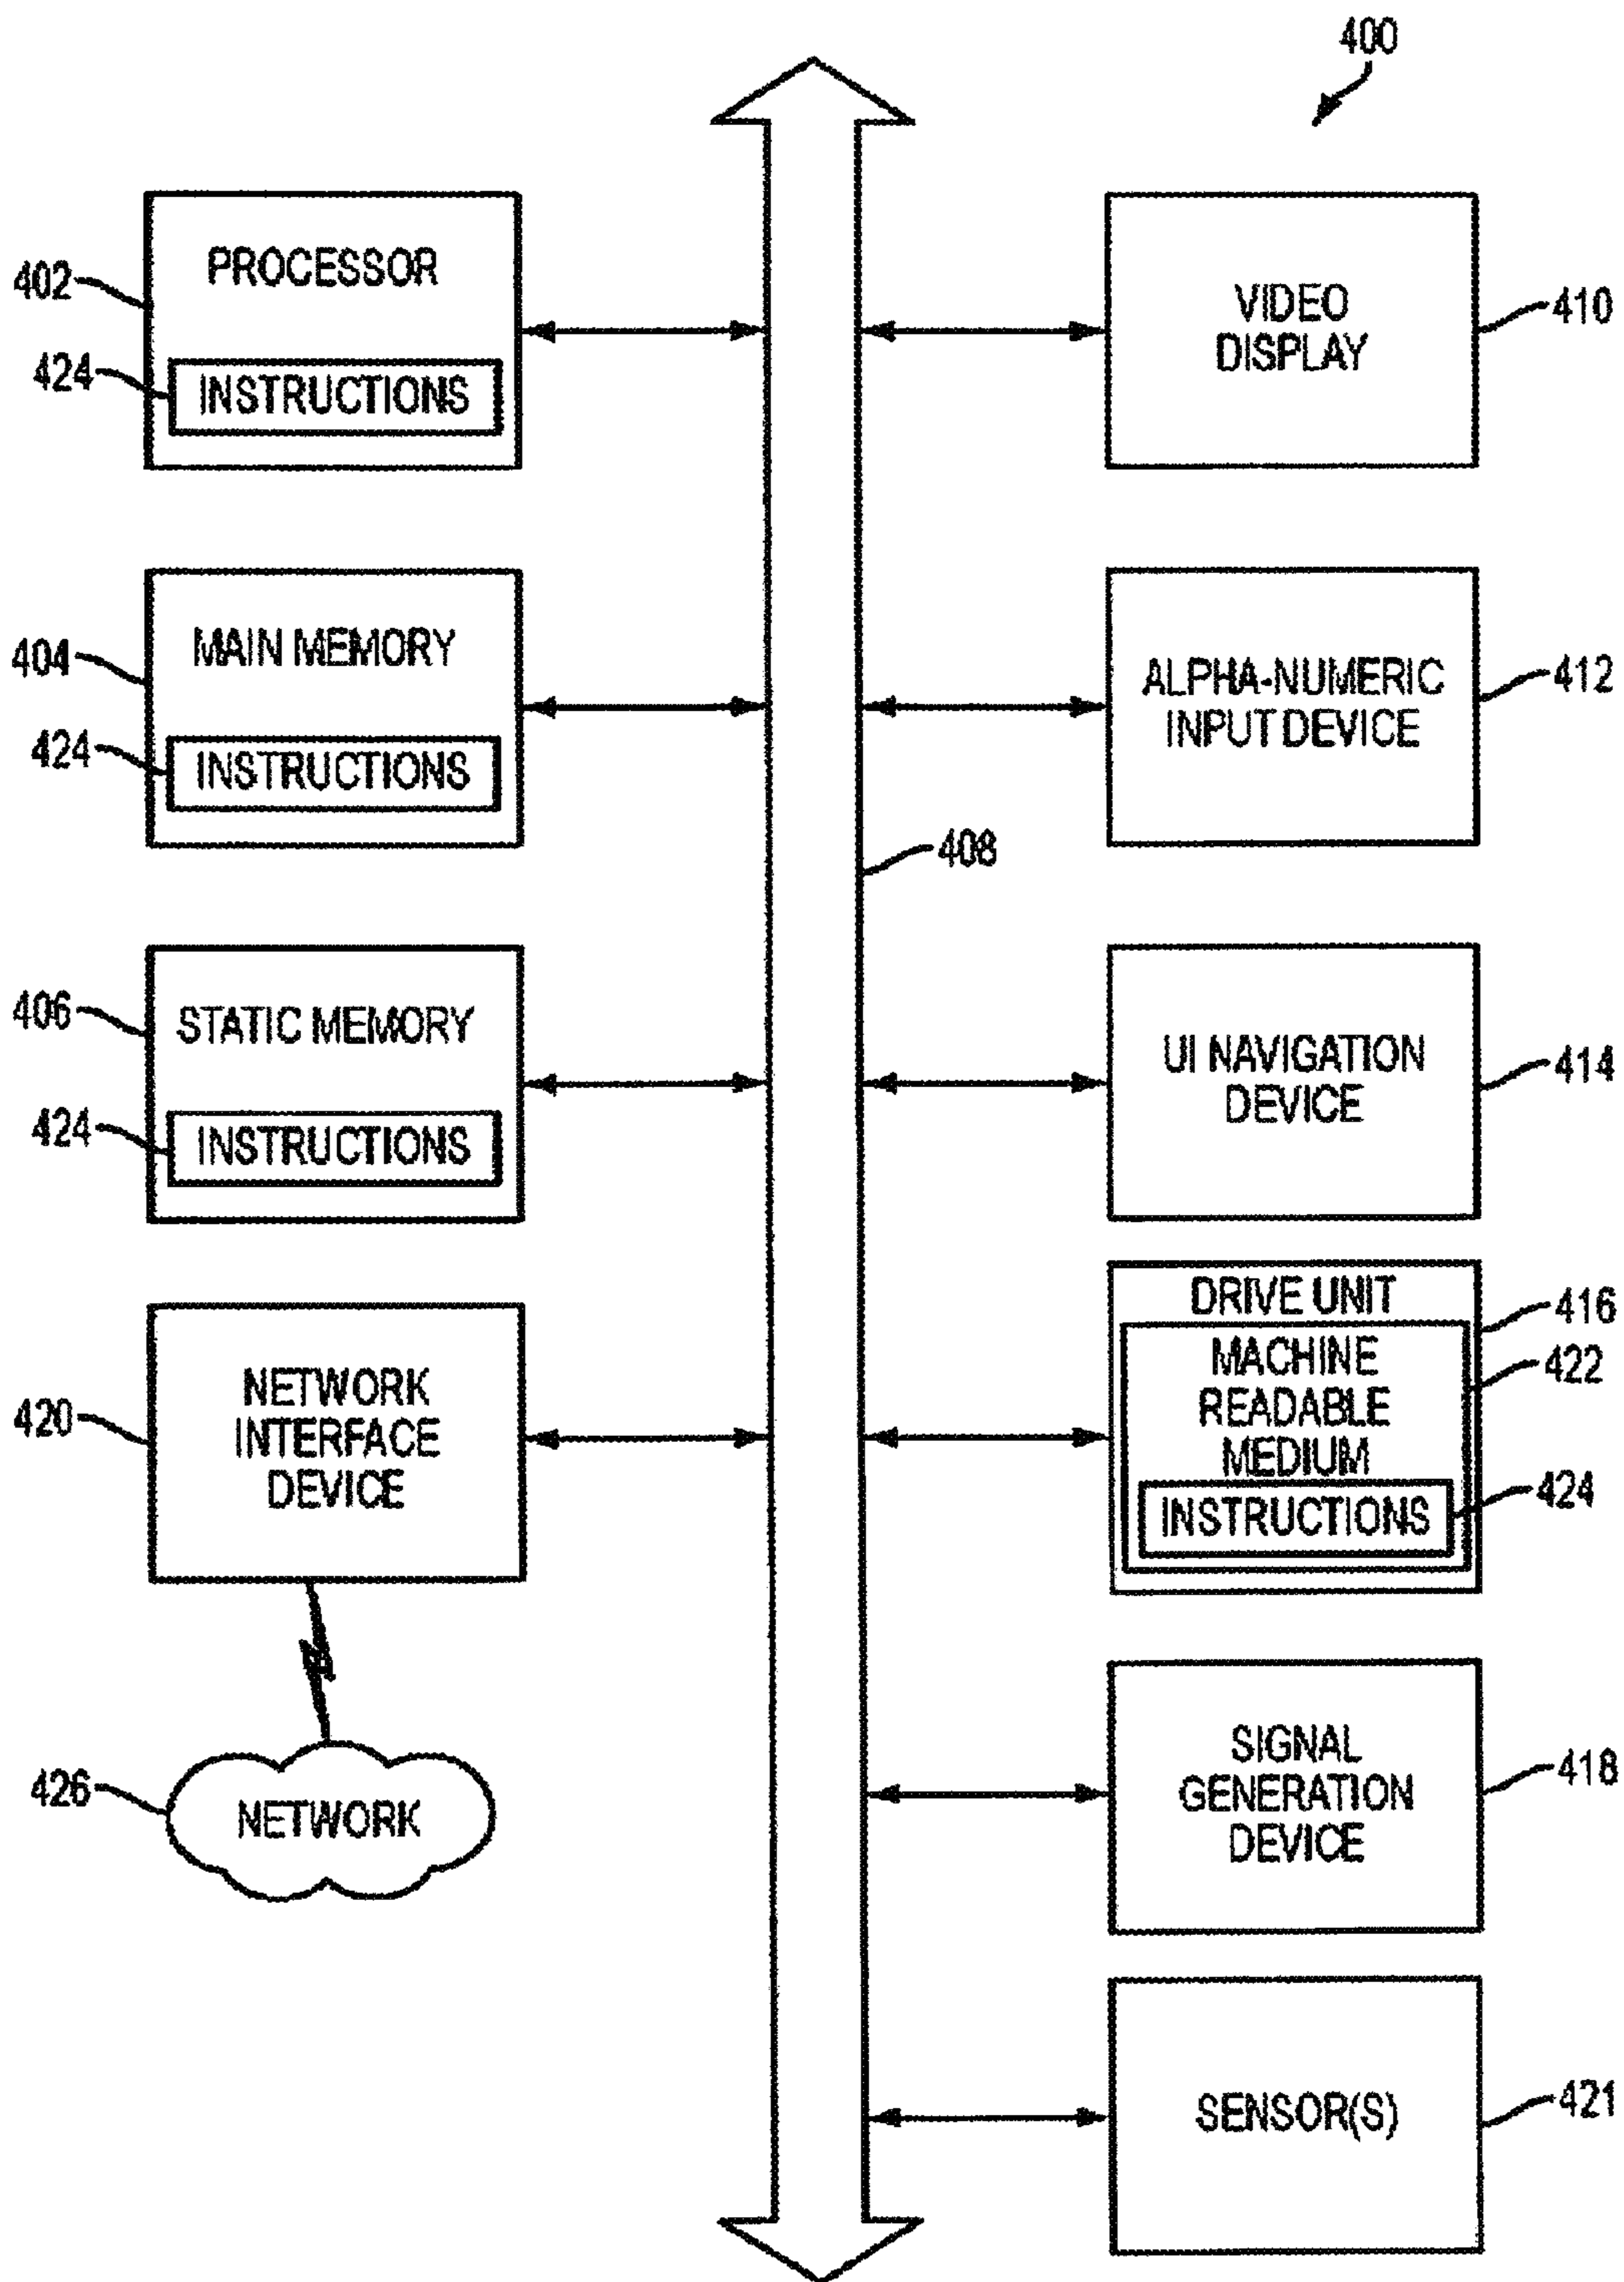 400
PROCESSOR
402
424
INSTRUCTIONS
MAIN MEMORY
404
424
INSTRUCTIONS
STATIC MEMORY
406
424
INSTRUCTIONS
NETWORK
INTERFACE
DEVICE
420
426
NETWORK
408
VIDEO
DISPLAY
410
ALPHA-NUMERIC
INPUT DEVICE
412
UI NAVIGATION
DEVICE
414
DRIVE UNIT
416
MACHINE
READABLE
MEDIUM
422
INSTRUCTIONS
424
SIGNAL
GENERATION
DEVICE
418
SENSOR(S)
421